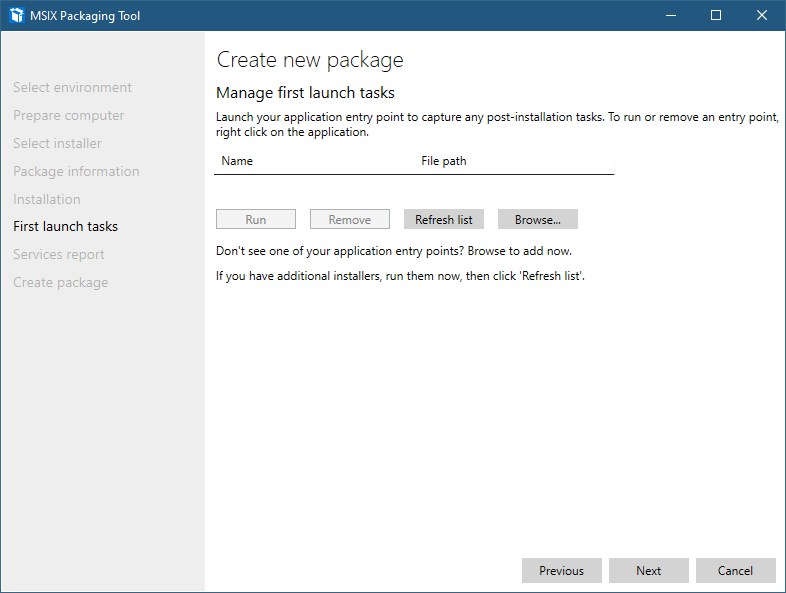 MSIX Packaging Tool
Select environment
Prepare computer
Select installer
Package information
Installation
First launch tasks
Services report
Create package
Create new package
Manage first launch tasks
Launch your application entry point to capture any post-installation tasks. To run or remove an entry point,
right click on the application.
Name File path
Run Remove Refresh list Browse...
Don't see one of your application entry points? Browse to add now.
If you have additional installers, run them now, then click 'Refresh list'.
Previous Next Cancel